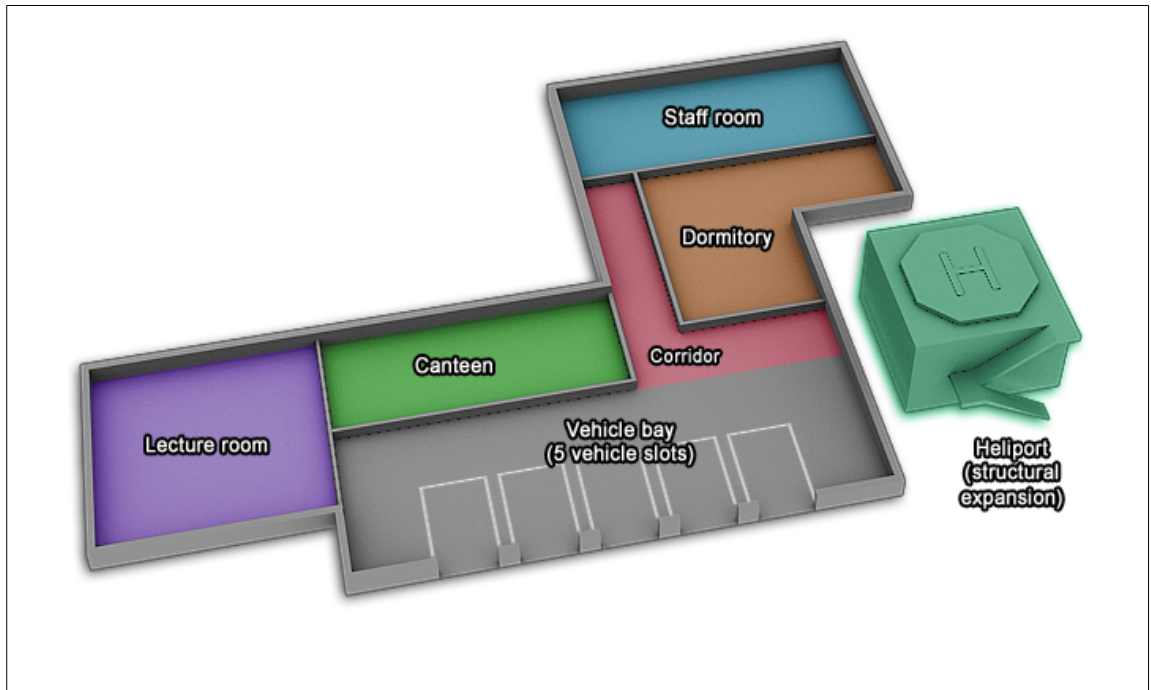 Staff room
Dormitory
H
Canteen
Corridor
Lecture room
Vehicle bay
(5 vehicle slots)
Heliport
(structural
expansion)